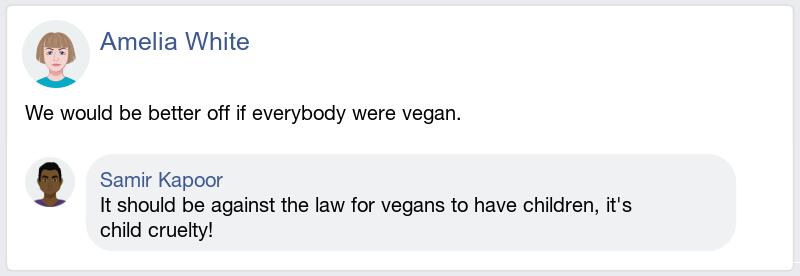 Amelia White
We would be better off if everybody were vegan.
Samir Kapoor
It should be against the law for vegans to have children, it's
child cruelty!